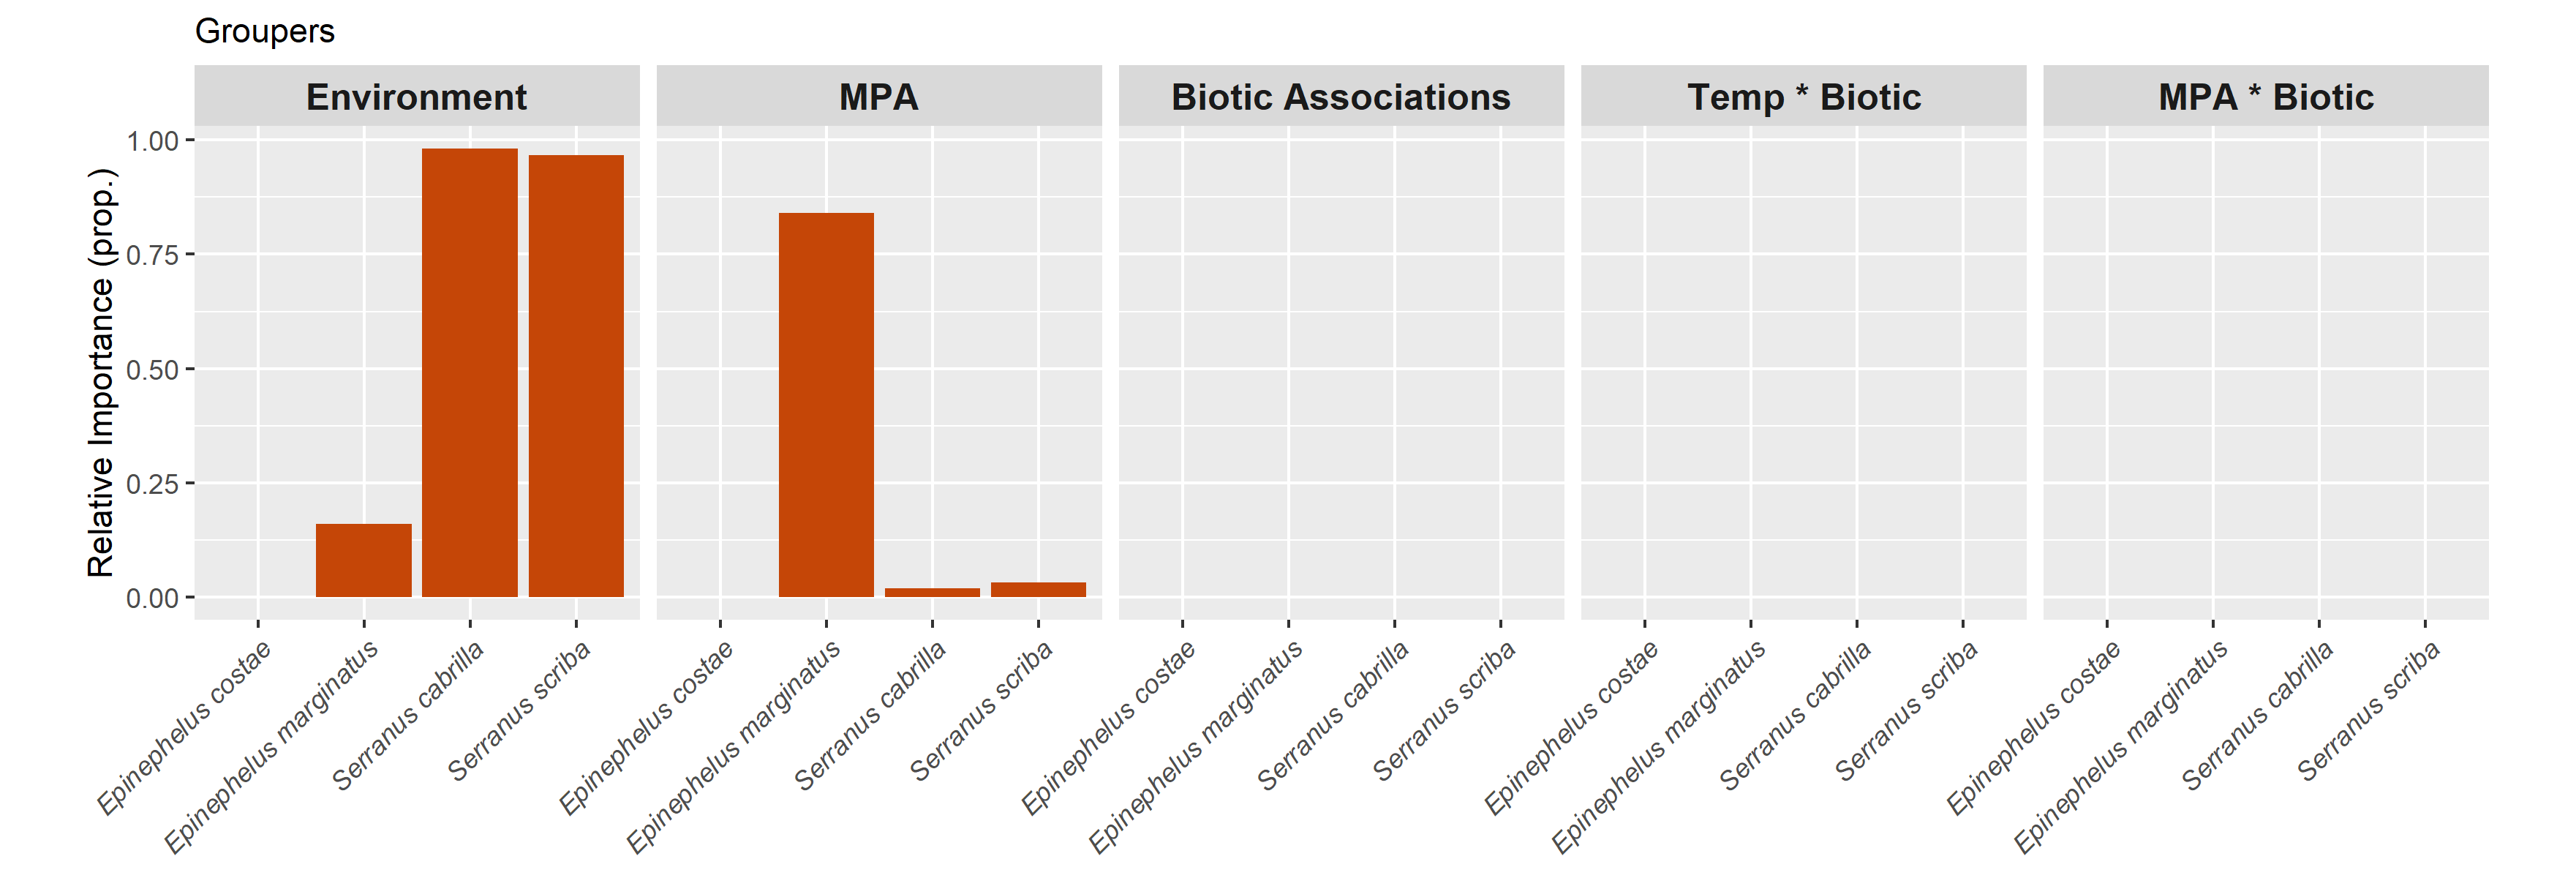 Groupers
Environment
MPA
Biotic Associations
Temp * Biotic
MPA * Biotic
Relative Importance (prop.)
1.00
0.75
0.50
0.25
0.00
Epinephelus costae
Epinephelus marginatus
Serranus cabrilla
Serranus scriba
Epinephelus costae
Epinephelus marginatus
Serranus cabrilla
Serranus scriba
Epinephelus costae
Epinephelus marginatus
Serranus cabrilla
Serranus scriba
Epinephelus costae
Epinephelus marginatus
Serranus cabrilla
Serranus scriba
Epinephelus costae
Epinephelus marginatus
Serranus cabrilla
Serranus scriba